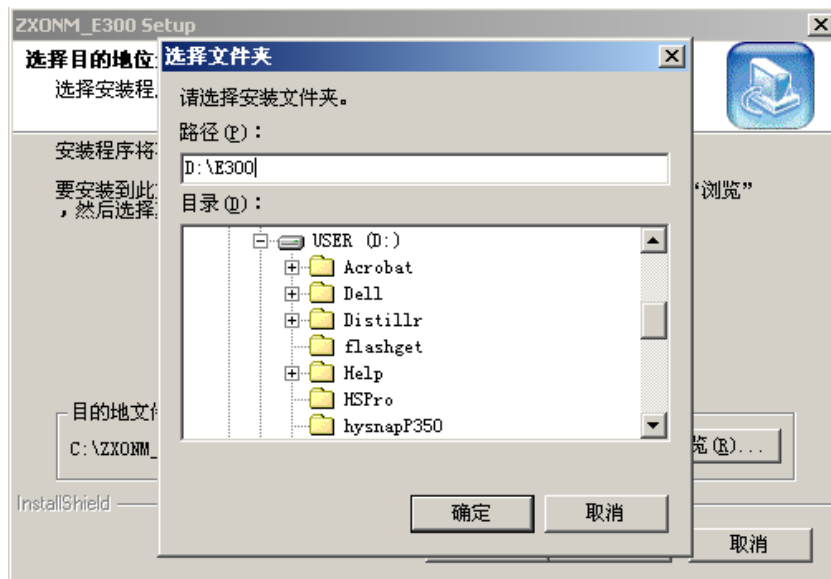 ZXONM_E300 Setup
选择目的地位
选择安装程
安装程序将
要安装到此
“浏览”
,然后选择
目的地文件
C:\ZXONM_
览(R)...
InstallShield
取消
选择文件夹
请选择安装文件夹。
路径(P):
D:\E300
目录(D):
USER (D:)
Acrobat
Dell
Distillr
flashget
Help
HSPro
hysnapP350
确定
取消